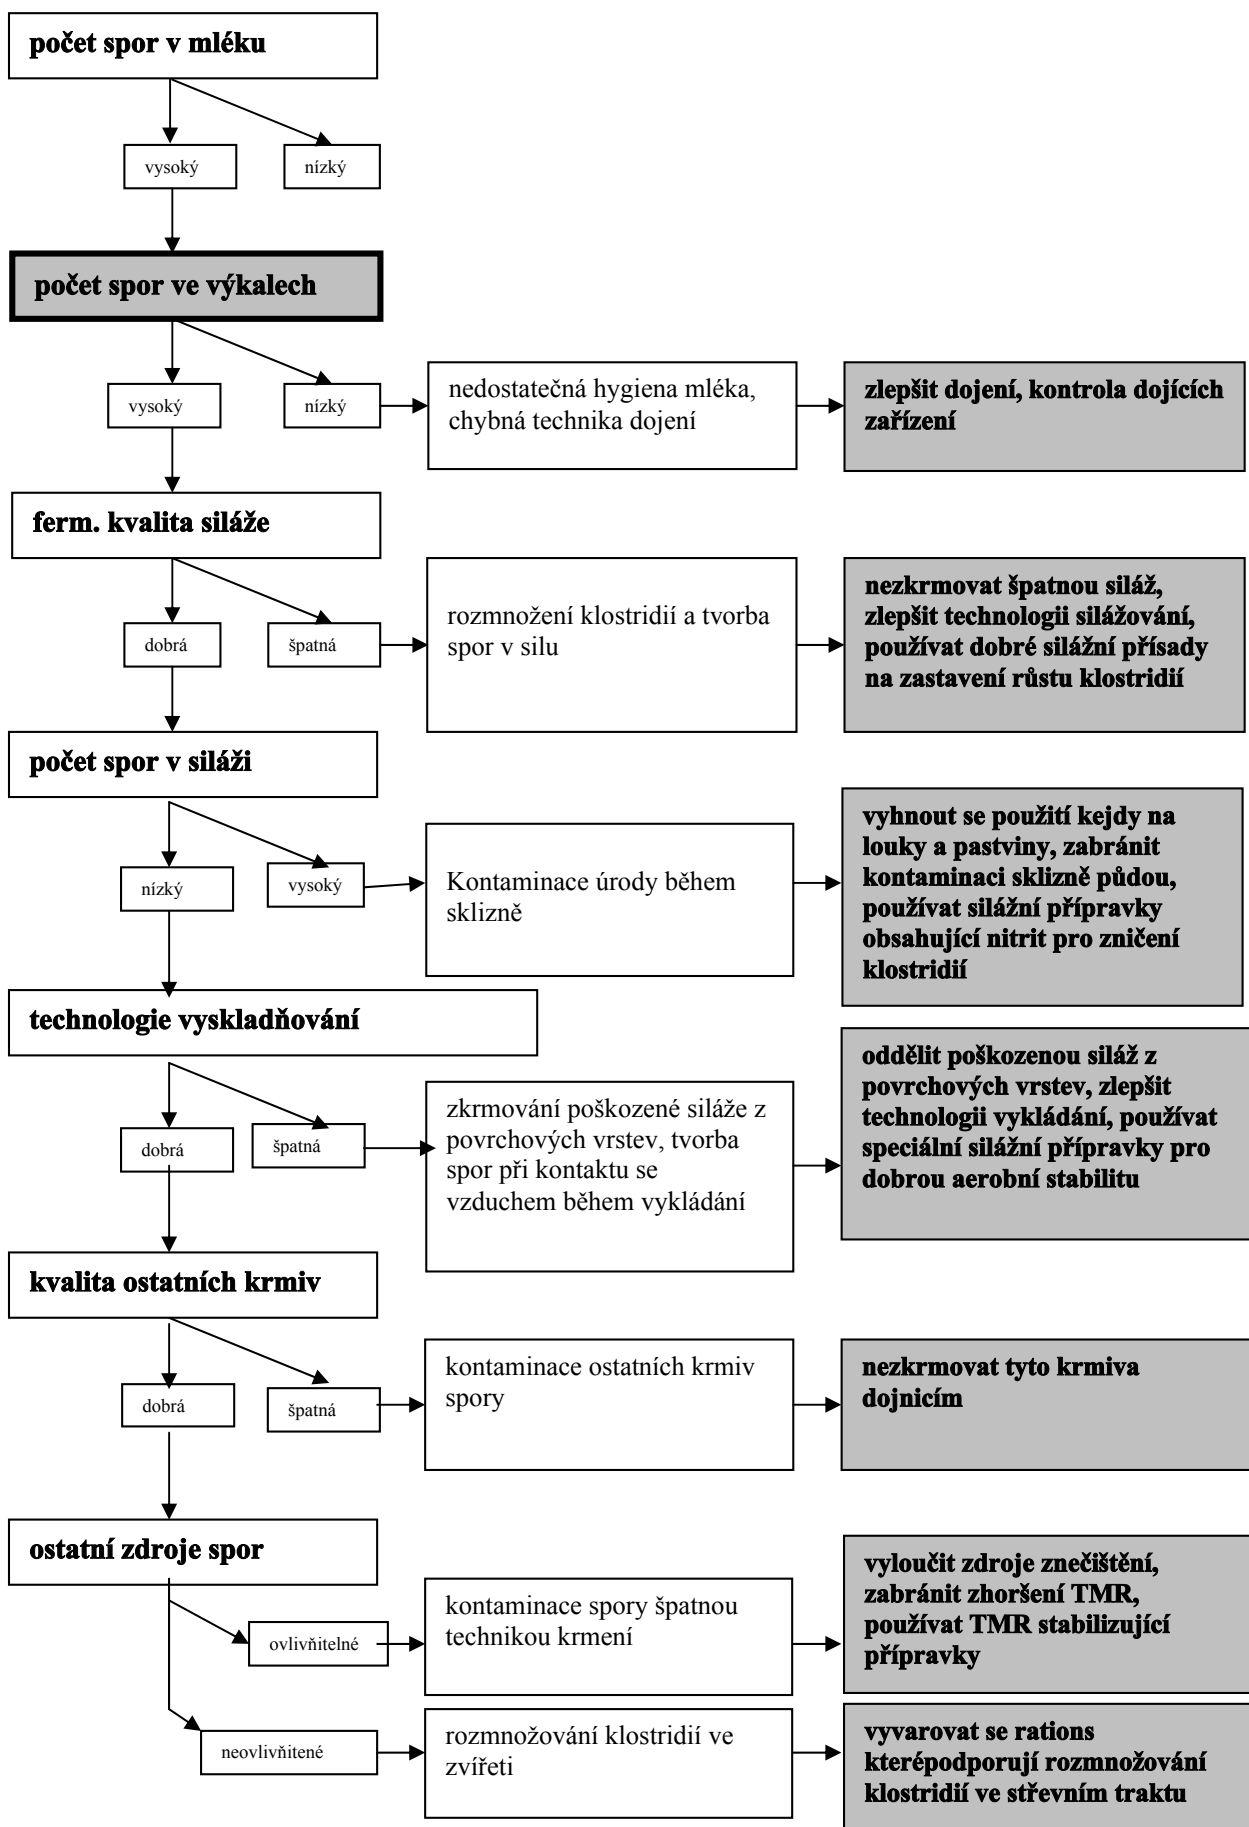 počet spor v mléku
vysoký
nízký
počet spor ve výkalech
vysoký
nízký
nedostatečná hygiena mléka,
chybná technika dojení
zlepšit dojení, kontrola dojících
zařízení
ferm. kvalita siláže
dobrá
špatná
rozmnožení klostridií a tvorba
spor v silu
nezkrmovat špatnou siláž,
zlepšit technologii silážování,
používat dobré silážní přísady
na zastavení růstu klostridií
počet spor v siláži
nízký
vysoký
Kontaminace úrody během
sklizně
vyhnout se použití kejdy na
louky a pastviny, zabránit
kontaminaci sklizně půdou,
používat silážní přípravky
obsahující nitrit pro zničení
klostridií
technologie vyskladňování
dobrá
špatná
zkrmování poškozené siláže z
povrchových vrstev, tvorba
spor při kontaktu se
vzduchem během vykládání
oddělit poškozenou siláž z
povrchových vrstev, zlepšit
technologii vykládání, používat
speciální silážní přípravky pro
dobrou aerobní stabilitu
kvalita ostatních krmiv
dobrá
špatná
kontaminace ostatních krmiv
spory
nezkrmovat tyto krmiva
dojnicím
ostatní zdroje spor
ovlivňitelné
kontaminace spory špatnou
technikou krmení
vyloučit zdroje znečištění,
zabránit zhoršení TMR,
používat TMR stabilizující
přípravky
neovlivňitené
rozmnožování klostridií ve
zvířeti
vyvarovat se rations
kterépodporují rozmnožování
klostridií ve střevním traktu